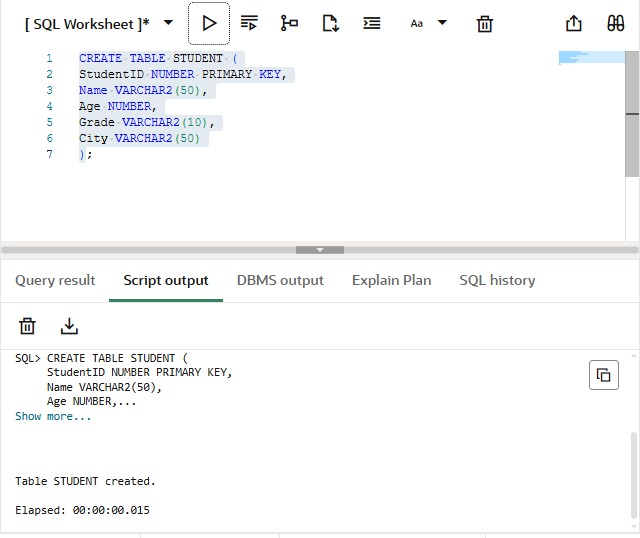 [ SQL Worksheet ]*
Aa
1 CREATE TABLE STUDENT (
2 StudentID NUMBER PRIMARY KEY,
3 Name VARCHAR2(50),
4 Age NUMBER,
5 Grade VARCHAR2(10),
6 City VARCHAR2(50)
7 );
Query result Script output DBMS output Explain Plan SQL history
SQL> CREATE TABLE STUDENT (
StudentID NUMBER PRIMARY KEY,
Name VARCHAR2(50),
Age NUMBER,...
Show more...
Table STUDENT created.
Elapsed: 00:00:00.015